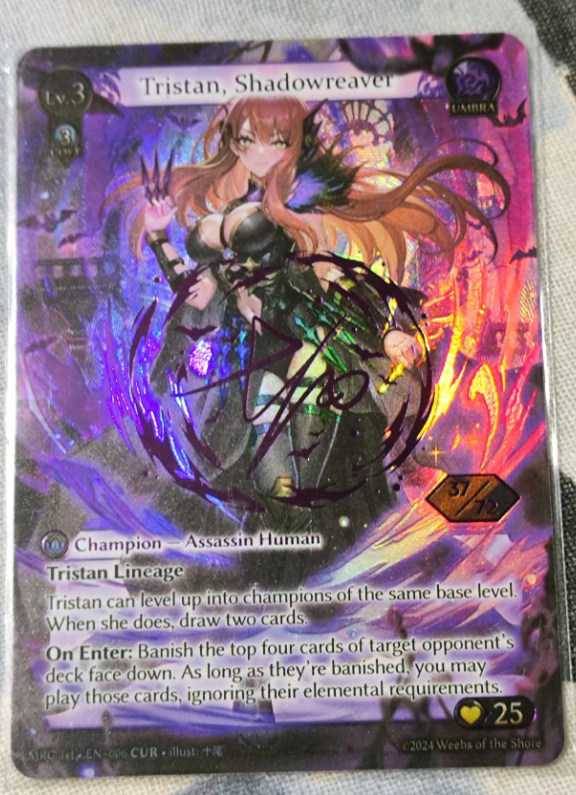 Lv.3
Tristan, Shadowreaver
UMBRA
3
COST
37/72
Champion — Assassin Human
Tristan Lineage
Tristan can level up into champions of the same base level.
When she does, draw two cards.
On Enter: Banish the top four cards of target opponent's
deck face down. As long as they're banished, you may
play those cards, ignoring their elemental requirements.
25
MRC 1st • EN-006 CUR • illust: 十尾
©2024 Weebs of the Shore